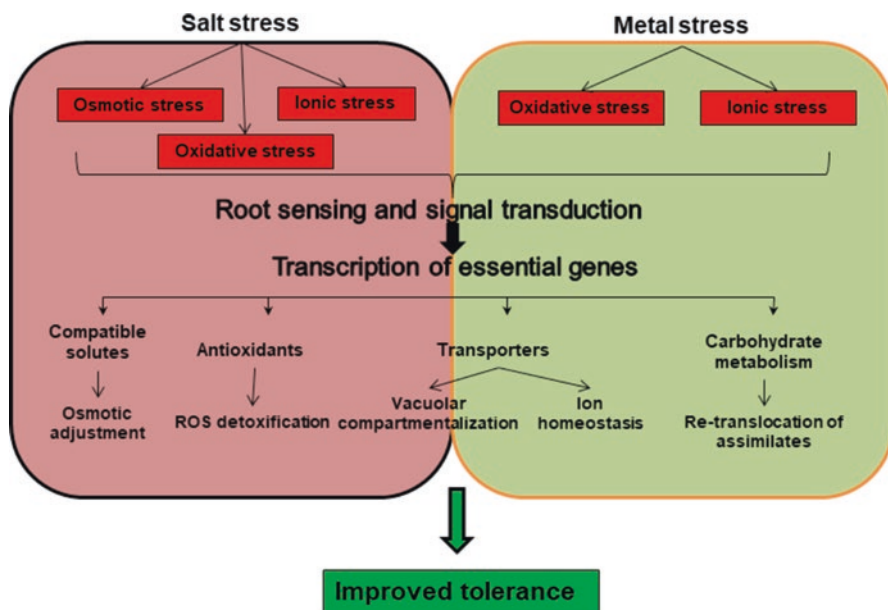 Salt stress
Metal stress
Osmotic stress
Ionic stress
Oxidative stress
Oxidative stress
Ionic stress
Root sensing and signal transduction
Transcription of essential genes
Compatible
solutes
Antioxidants
Transporters
Carbohydrate
metabolism
Osmotic
adjustment
ROS detoxification
Vacuolar
compartmentalization
Ion
homeostasis
Re-translocation of
assimilates
Improved tolerance